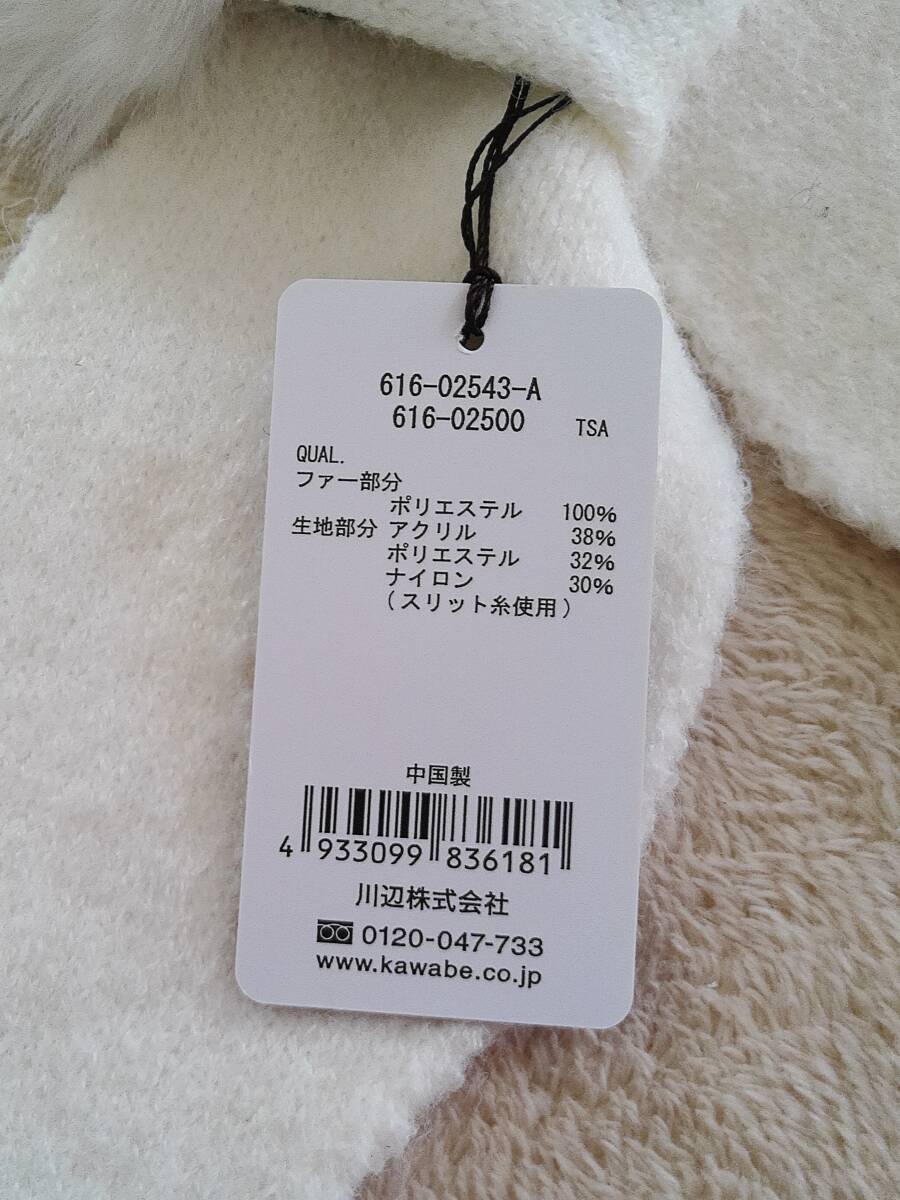 616-02543-A
616-02500 TSA
QUAL.
ファー部分
ポリエステル 100%
生地部分 アクリル 38%
ポリエステル 32%
ナイロン 30%
(スリット糸使用)
中国製
4 933099 836181
川辺株式会社
0120-047-733
www.kawabe.co.jp